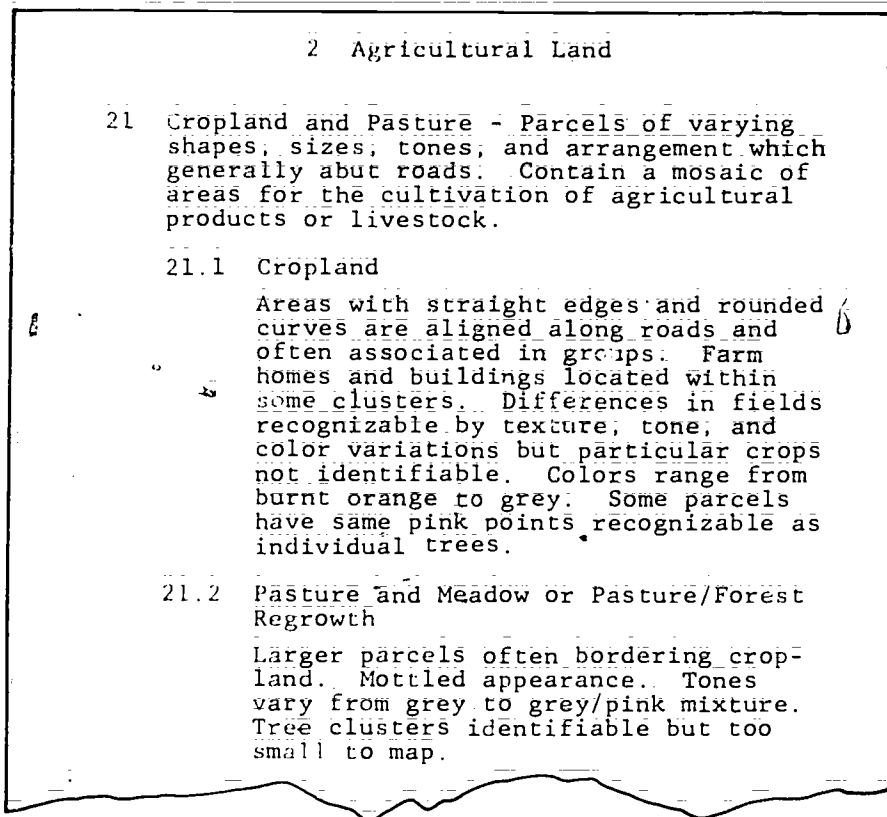 2 Agricultural Land
21 Cropland and Pasture - Parcels of varying
shapes, sizes, tones, and arrangement which
generally abut roads. Contain a mosaic of
areas for the cultivation of agricultural
products or livestock.
21.1 Cropland
Areas with straight edges and rounded
curves are aligned along roads and
often associated in groups. Farm
homes and buildings located within
some clusters. Differences in fields
recognizable by texture, tone, and
color variations but particular crops
not identifiable. Colors range from
burnt orange to grey. Some parcels
have same pink points recognizable as
individual trees.
21.2 Pasture and Meadow or Pasture/Forest
Regrowth
Larger parcels often bordering crop-
land. Mottled appearance. Tones
vary from grey to grey/pink mixture.
Tree clusters identifiable but too
small to map.